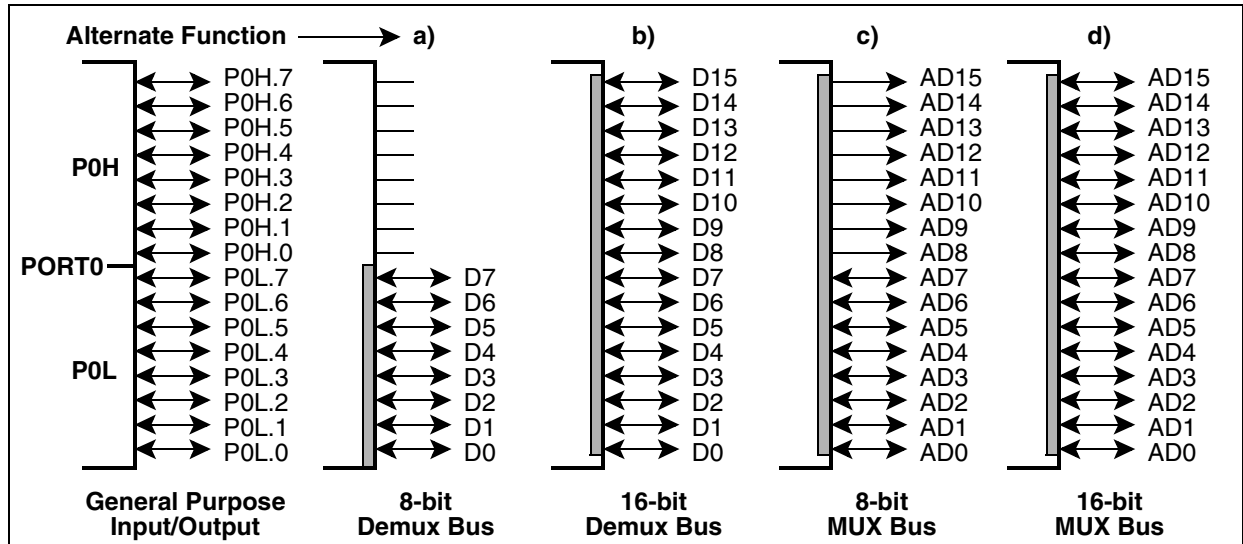 Alternate Function a) b) c) d)
P0H.7 D15 AD15 AD15
P0H.6 D14 AD14 AD14
P0H.5 D13 AD13 AD13
P0H.4 D12 AD12 AD12
P0H P0H.3 D11 AD11 AD11
P0H.2 D10 AD10 AD10
P0H.1 D9 AD9 AD9
P0H.0 D8 AD8 AD8
PORT0
P0L.7 D7 D7 AD7 AD7
P0L.6 D6 D6 AD6 AD6
P0L.5 D5 D5 AD5 AD5
P0L.4 D4 D4 AD4 AD4
P0L P0L.3 D3 D3 AD3 AD3
P0L.2 D2 D2 AD2 AD2
P0L.1 D1 D1 AD1 AD1
P0L.0 D0 D0 AD0 AD0
General Purpose 8-bit 16-bit 8-bit 16-bit
Input/Output Demux Bus Demux Bus MUX Bus MUX Bus